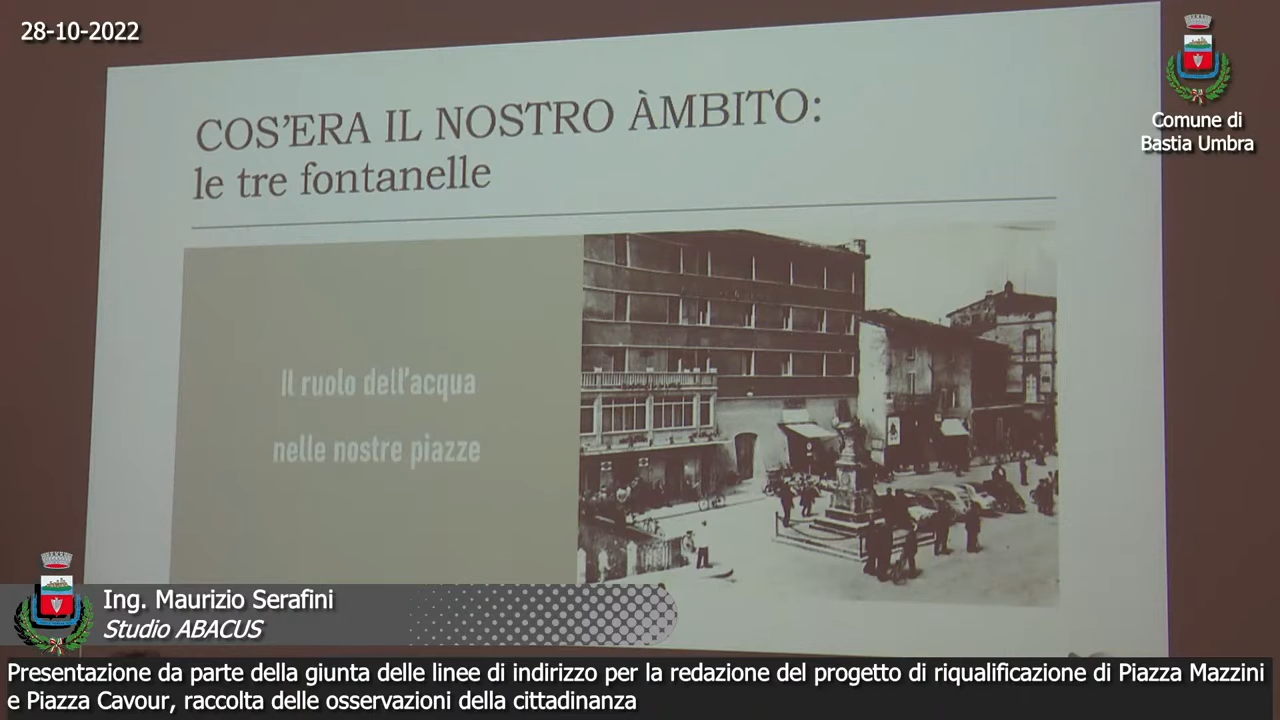 28-10-2022
Comune di
Bastia Umbra
COS'ERA IL NOSTRO ÀMBITO:
le tre fontanelle
Il ruolo dell'acqua
nelle nostre piazze
Ing. Maurizio Serafini
Studio ABACUS
Presentazione da parte della giunta delle linee di indirizzo per la redazione del progetto di riqualificazione di Piazza Mazzini
e Piazza Cavour, raccolta delle osservazioni della cittadinanza